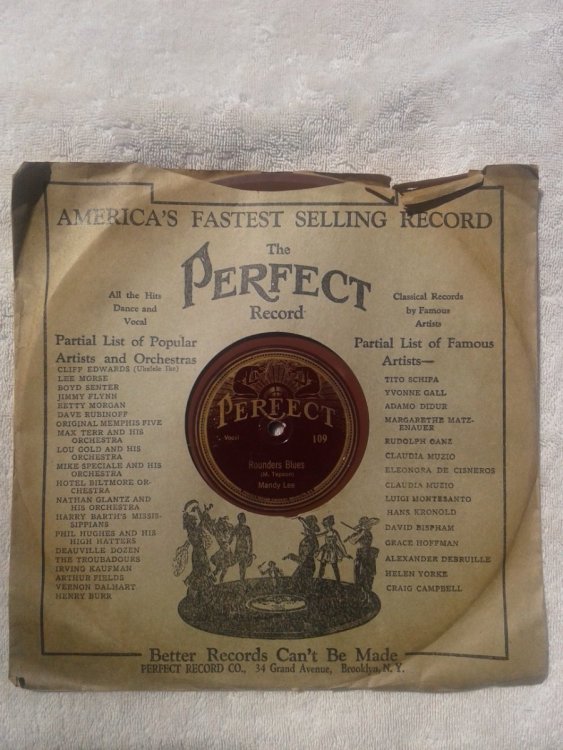 AMERICA'S FASTEST SELLING RECORD
The
PERFECT
Record
All the Hits
Dance and
Vocal
Classical Records
by Famous
Artists
Partial List of Popular
Artists and Orchestras
CLIFF EDWARDS (Ukulele Ike)
LEE MORSE
BOYD SENTER
JIMMY FLYNN
BETTY MORGAN
DAVE RUBINOFF
ORIGINAL MEMPHIS FIVE
MAX TERR AND HIS
ORCHESTRA
LOU GOLD AND HIS
ORCHESTRA
MIKE SPECIALE AND HIS
ORCHESTRA
HOTEL BILTMORE OR-
CHESTRA
NATHAN GLANTZ AND
HIS ORCHESTRA
HARRY BARTH'S MISSIS-
SIPPIANS
PHIL HUGHES AND HIS
HIGH HATTERS
DEAUVILLE DOZEN
THE TROUBADOURS
IRVING KAUFMAN
ARTHUR FIELDS
VERNON DALHART
HENRY BURR
Partial List of Famous
Artists—
TITO SCHIPA
YVONNE GALL
ADAMO DIDUR
MARGARETHE MATZ-
ENAUER
RUDOLPH GANZ
CLAUDIA MUZIO
ELEONORA DE CISNEROS
CLAUDIA MUZIO
LUIGI MONTESANTO
HANS KRONOLD
DAVID BISPHAM
GRACE HOFFMAN
ALEXANDER DEBRUILLE
HELEN YORKE
CRAIG CAMPBELL
PERFECT
Vocal
109
Rounders Blues
Mandy Lee
Better Records Can't Be Made
PERFECT RECORD CO., 34 Grand Avenue, Brooklyn, N. Y.